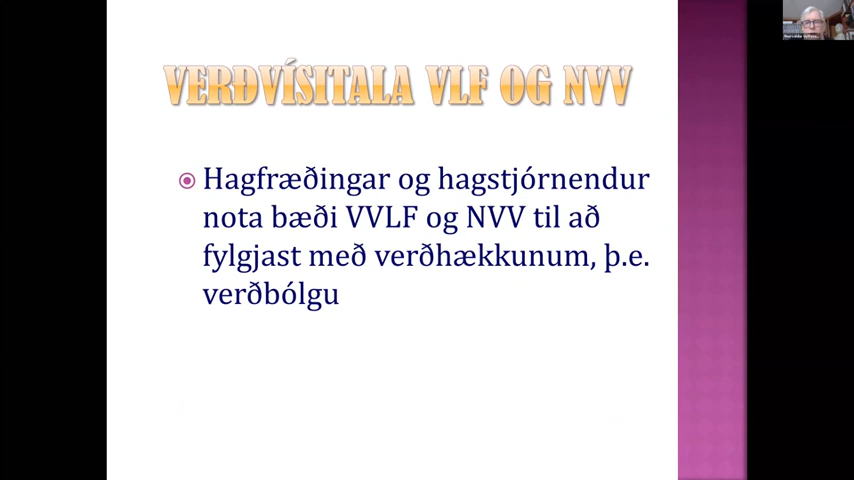 VERÐVÍSITALA VLF OG NVV
Hagfræðingar og hagstjórnendur
nota bæði VVLF og NVV til að
fylgjast með verðhækkunum, þ.e.
verðbólgu